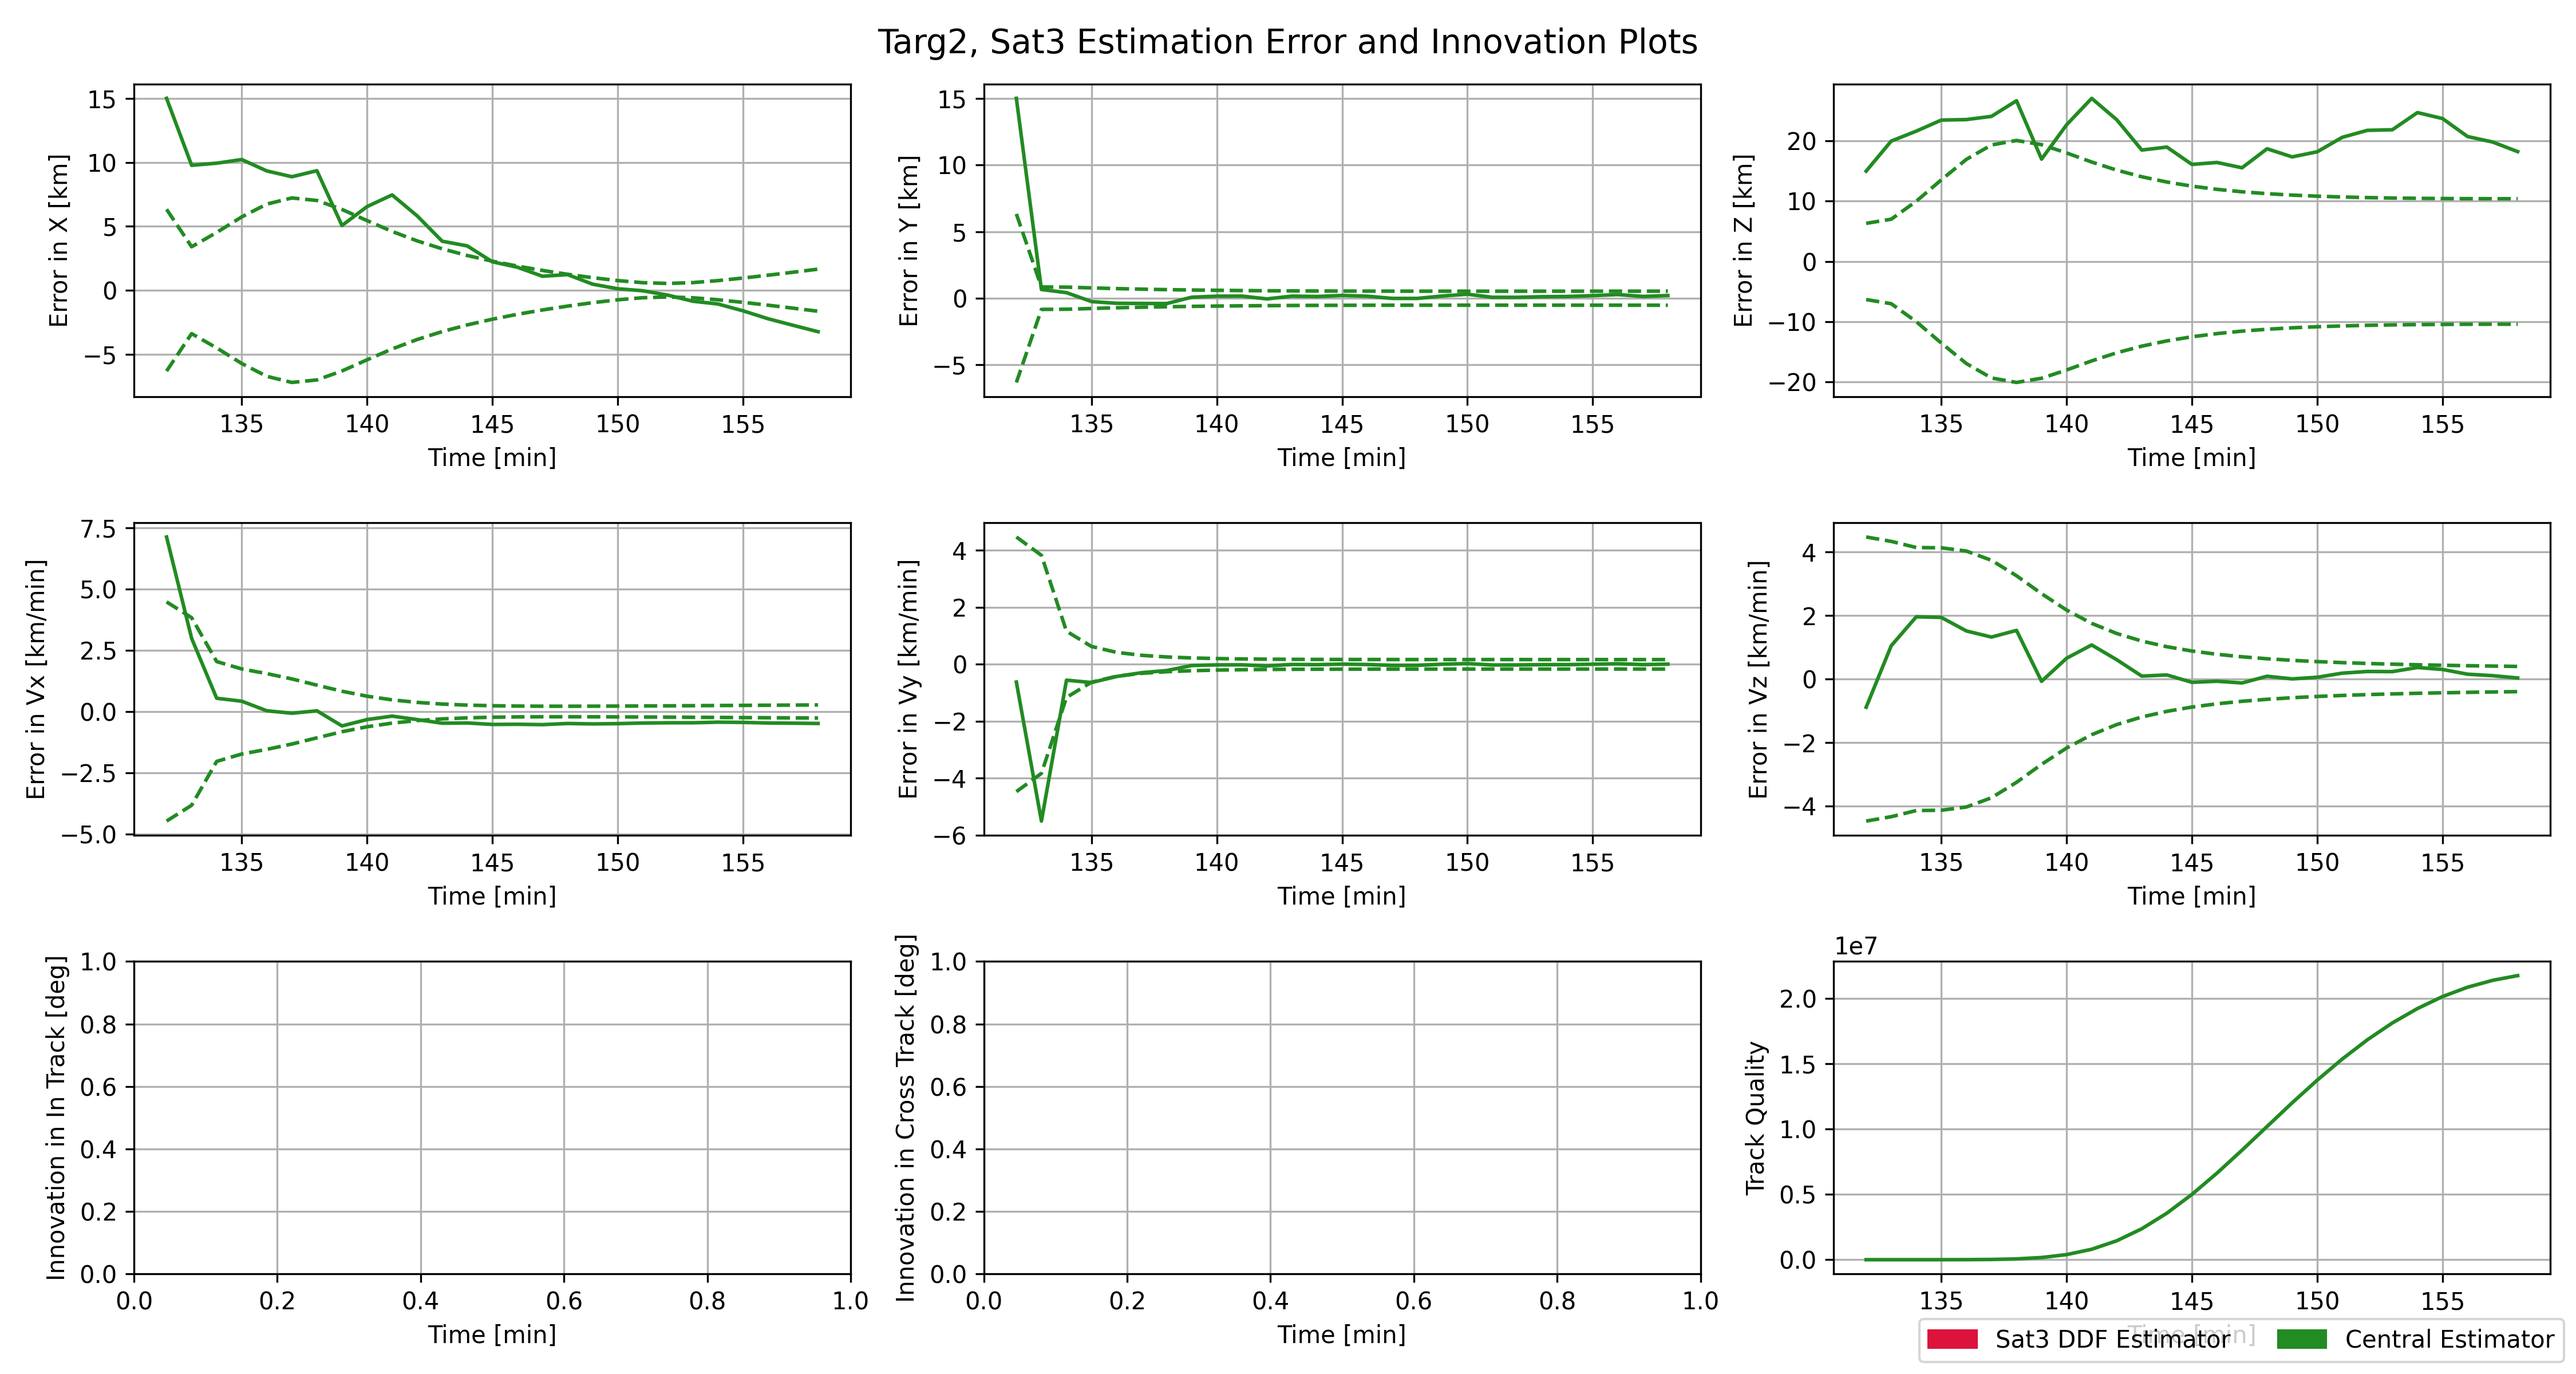 Targ2, Sat3 Estimation Error and Innovation Plots
Error in X [km]
15
10
5
0
−5
135 140 145 150 155
Time [min]
Error in Y [km]
15
10
5
0
−5
135 140 145 150 155
Time [min]
Error in Z [km]
20
10
0
−10
−20
135 140 145 150 155
Time [min]
Error in Vx [km/min]
7.5
5.0
2.5
0.0
−2.5
−5.0
135 140 145 150 155
Time [min]
Error in Vy [km/min]
4
2
0
−2
−4
−6
135 140 145 150 155
Time [min]
Error in Vz [km/min]
4
2
0
−2
−4
135 140 145 150 155
Time [min]
Innovation in In Track [deg]
1.0
0.8
0.6
0.4
0.2
0.0
0.0 0.2 0.4 0.6 0.8 1.0
Time [min]
Innovation in Cross Track [deg]
1.0
0.8
0.6
0.4
0.2
0.0
0.0 0.2 0.4 0.6 0.8 1.0
Time [min]
1e7
Track Quality
2.0
1.5
1.0
0.5
0.0
135 140 145 150 155
Time [min]
Sat3 DDF Estimator
Central Estimator